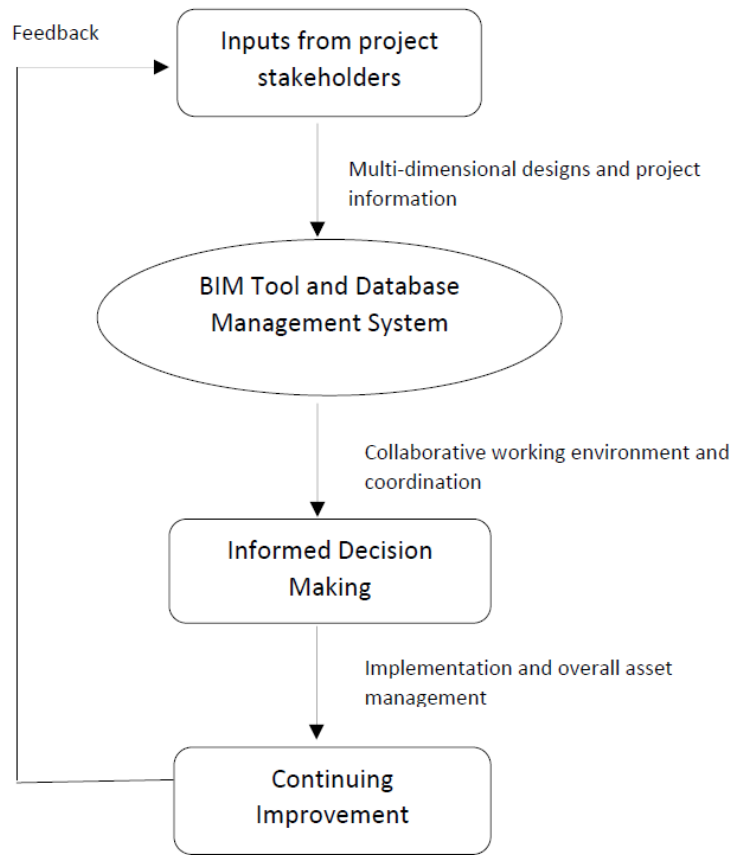 Feedback
Inputs from project
stakeholders
Multi-dimensional designs and project
information
BIM Tool and Database
Management System
Collaborative working environment and
coordination
Informed Decision
Making
Implementation and overall asset
management
Continuing
Improvement